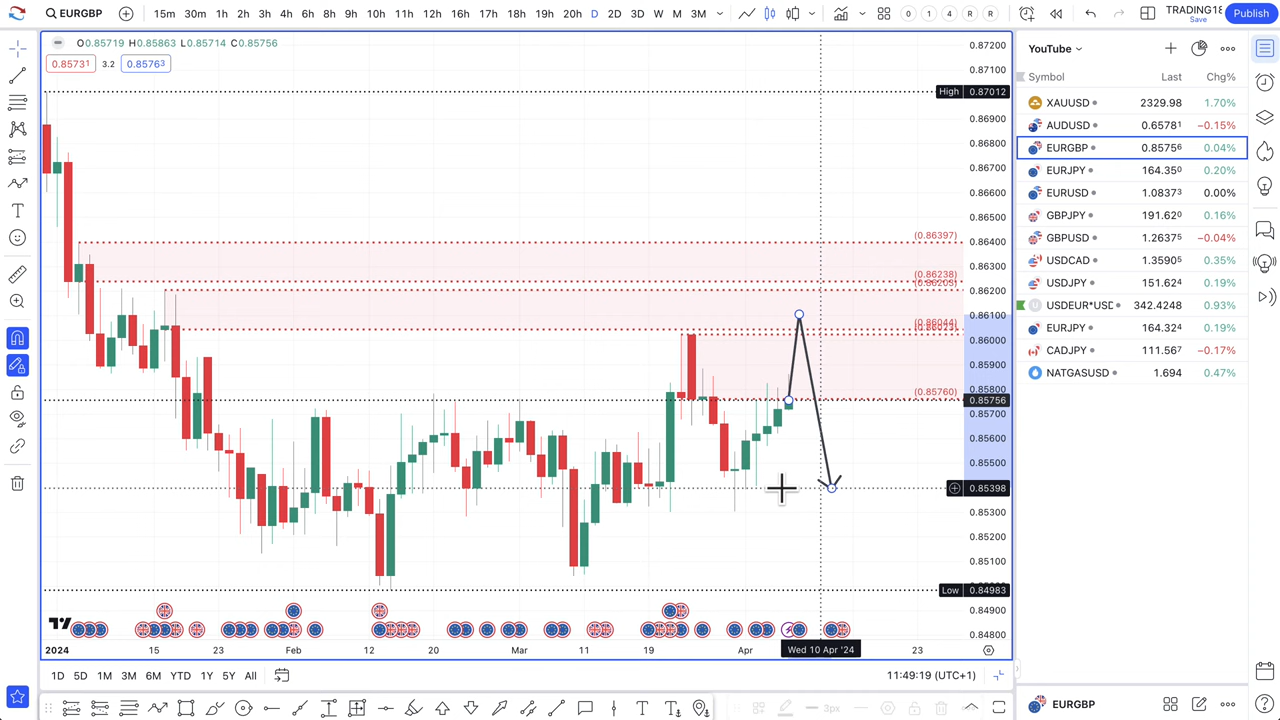 EURGBP 15m 30m 1h 2h 3h 4h 6h 8h 9h 10h 11h 12h 16h 17h 18h 19h 20h D 2D 3D W M 3M 0 1 4 R R TRADING18 Save Publish
O0.85719 H0.85863 L0.85714 C0.85756
0.85731 3.2 0.85763
0.87200
0.87100
High 0.87012
0.86900
0.86800
0.86700
0.86600
0.86500
(0.86397)
0.86400
0.86300
(0.86238)
0.86200
0.86100
(0.86044)
0.86000
0.85900
(0.85760)
0.85800
0.85756
0.85700
0.85600
0.85500
0.85398
0.85300
0.85200
0.85100
Low 0.84983
0.84900
0.84800
2024 15 23 Feb 12 20 Mar 11 19 Apr Wed 10 Apr '24 23
1D 5D 1M 3M 6M YTD 1Y 5Y All 11:49:19 (UTC+1)
3px
YouTube
Symbol Last Chg%
XAUUSD 2329.98 1.70%
AUDUSD 0.65781 −0.15%
EURGBP 0.85756 0.04%
EURJPY 164.350 0.20%
EURUSD 1.08373 0.00%
GBPJPY 191.620 0.16%
GBPUSD 1.26375 −0.04%
USDCAD 1.35905 0.35%
USDJPY 151.624 0.19%
USDEUR*USD 342.4248 0.93%
EURJPY 164.324 0.19%
CADJPY 111.567 −0.17%
NATGASUSD 1.694 0.47%
EURGBP